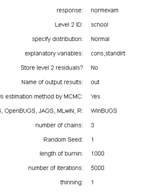 response: normexam
Level 2 ID: school
specify distribution: Normal
explanatory variables: cons,standlrt
Store level 2 residuals? No
Name of output results: out
s estimation method by MCMC: Yes
, OpenBUGS, JAGS, MLwiN, R: WinBUGS
number of chains: 3
Random Seed: 1
length of burnin: 1000
number of iterations: 5000
thinning: 1